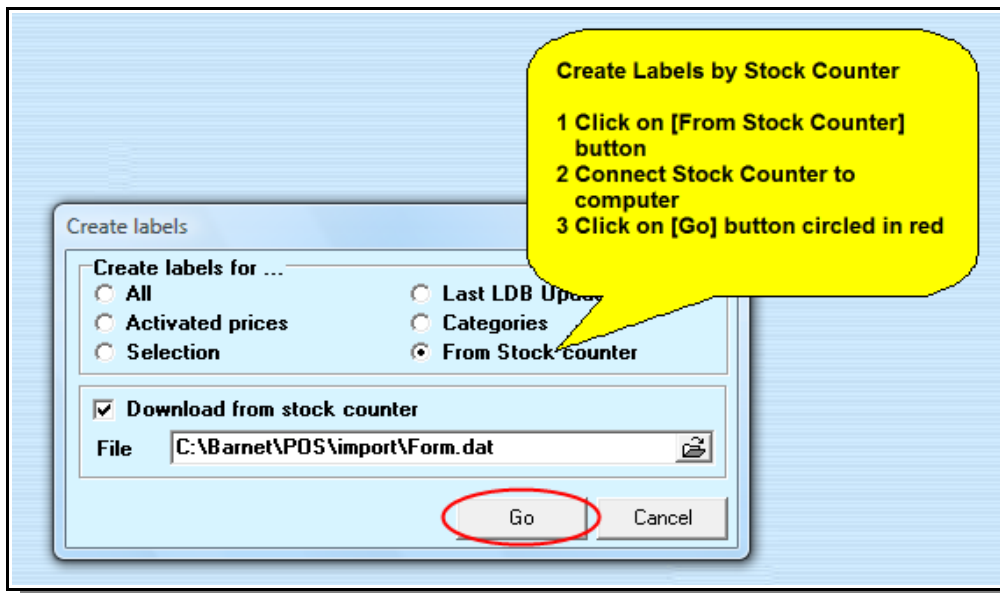 Create Labels by Stock Counter
1 Click on [From Stock Counter]
button
2 Connect Stock Counter to
computer
3 Click on [Go] button circled in red
Create labels
Create labels for ...
All
Last LDB
Activated prices
Categories
Selection
From Stock counter
Download from stock counter
File
C:\Barnet\POS\import\Form.dat
Go
Cancel